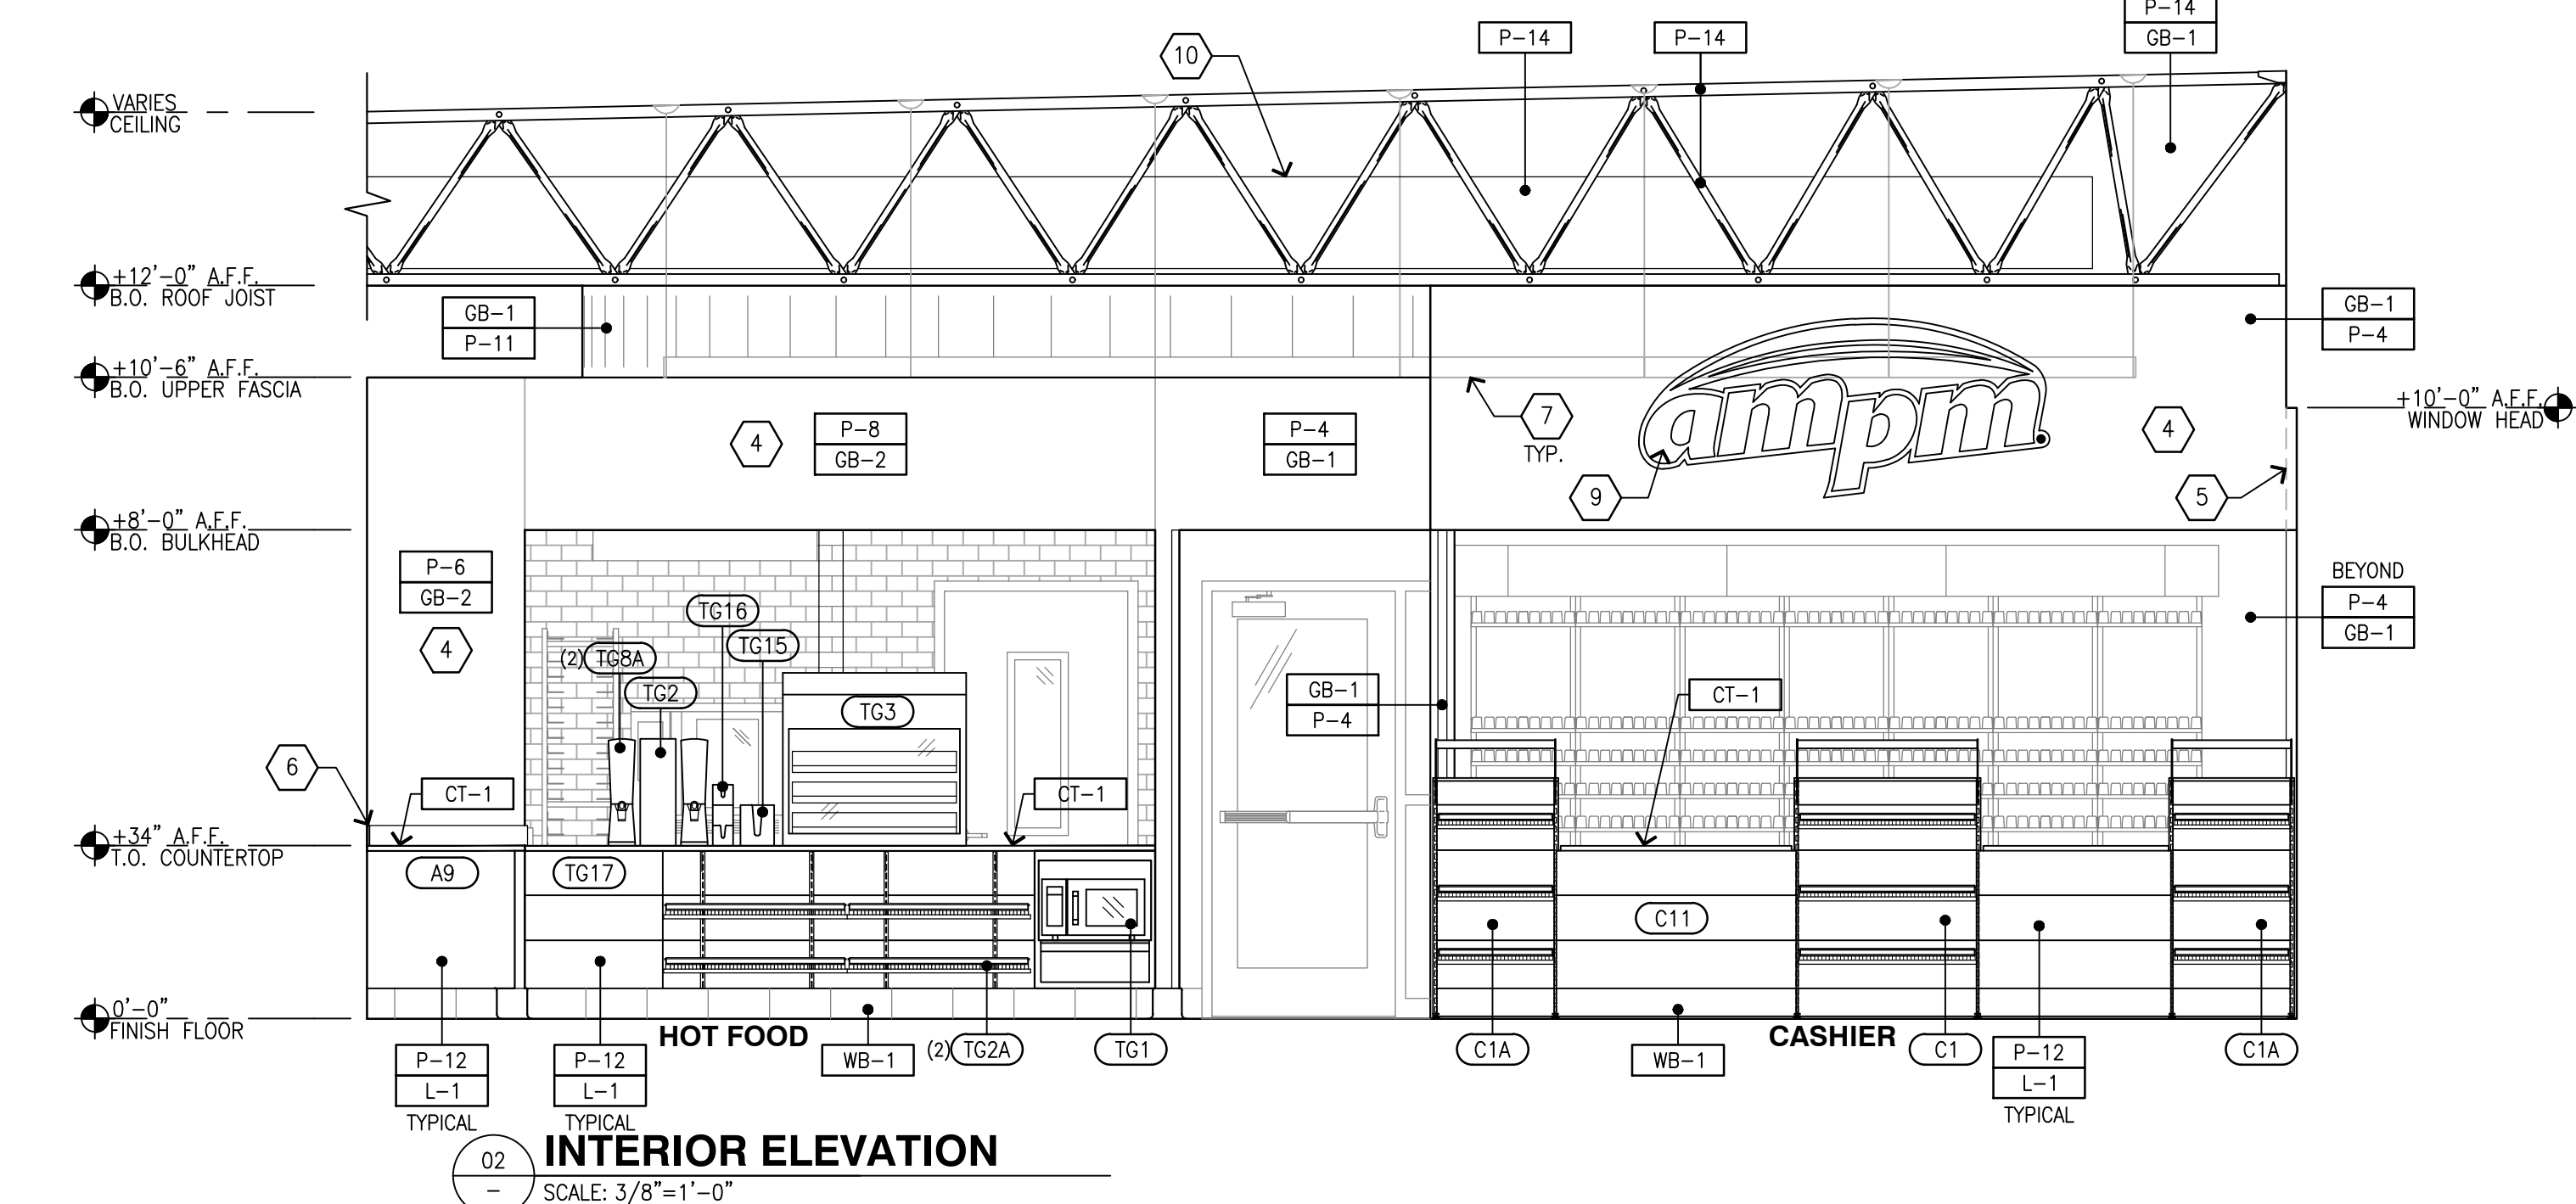 P-14
P-14
P-14
GB-1
10
VARIES
CEILING
+12'-0" A.F.F.
B.O. ROOF JOIST
GB-1
P-11
GB-1
P-4
+10'-6" A.F.F.
B.O. UPPER FASCIA
+10'-0" A.F.F.
WINDOW HEAD
4
P-8
GB-2
P-4
GB-1
7
TYP.
ampm.
4
9
5
+8'-0" A.F.F.
B.O. BULKHEAD
P-6
GB-2
4
BEYOND
P-4
GB-1
TG16
TG15
(2) TG8A
TG2
TG3
GB-1
P-4
CT-1
6
CT-1
CT-1
+34" A.F.F.
T.O. COUNTERTOP
A9
TG17
C11
0'-0"
FINISH FLOOR
HOT FOOD
CASHIER
P-12
L-1
TYPICAL
P-12
L-1
TYPICAL
WB-1
(2) TG2A
TG1
C1A
WB-1
C1
P-12
L-1
TYPICAL
C1A
02
-
INTERIOR ELEVATION
SCALE: 3/8"=1'-0"